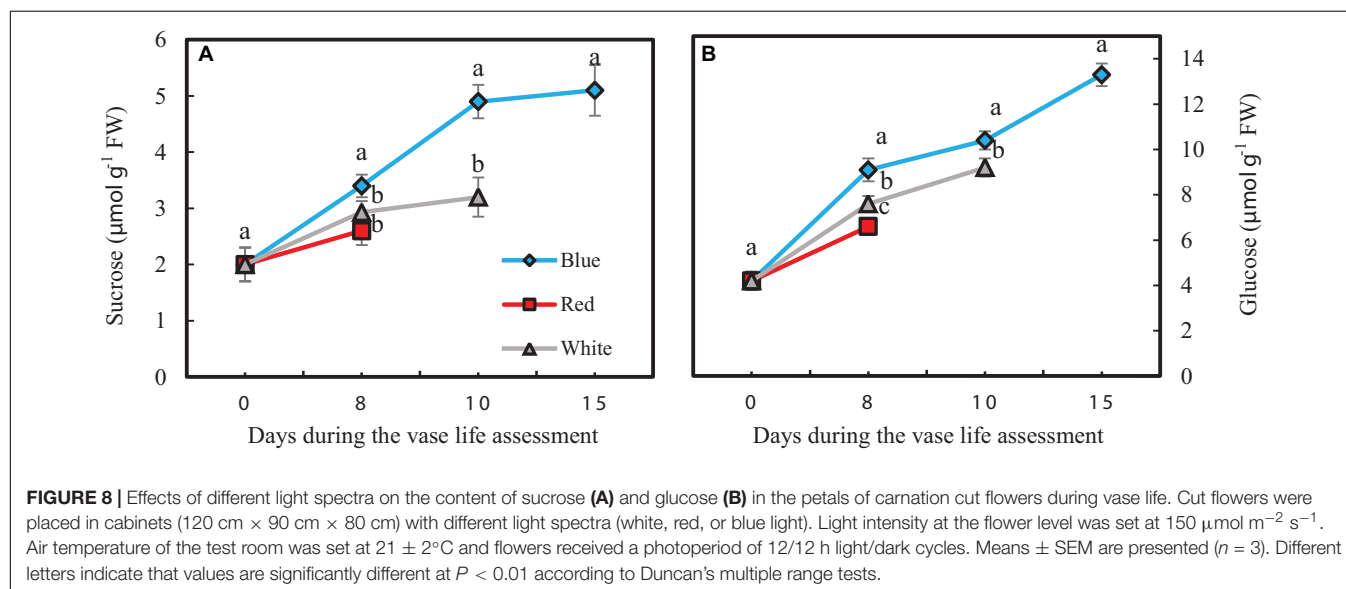 A
6
5
4
3
2
1
0
Sucrose (µmol g⁻¹ FW)
a
a
b
b
a
b
a
Blue
Red
White
0 8 10 15
Days during the vase life assessment
B
14
12
10
8
6
4
2
0
Glucose (µmol g⁻¹ FW)
a
a
b
c
a
b
a
0 8 10 15
Days during the vase life assessment
FIGURE 8 | Effects of different light spectra on the content of sucrose (A) and glucose (B) in the petals of carnation cut flowers during vase life. Cut flowers were
placed in cabinets (120 cm × 90 cm × 80 cm) with different light spectra (white, red, or blue light). Light intensity at the flower level was set at 150 µmol m⁻² s⁻¹.
Air temperature of the test room was set at 21 ± 2°C and flowers received a photoperiod of 12/12 h light/dark cycles. Means ± SEM are presented (n = 3). Different
letters indicate that values are significantly different at P < 0.01 according to Duncan's multiple range tests.